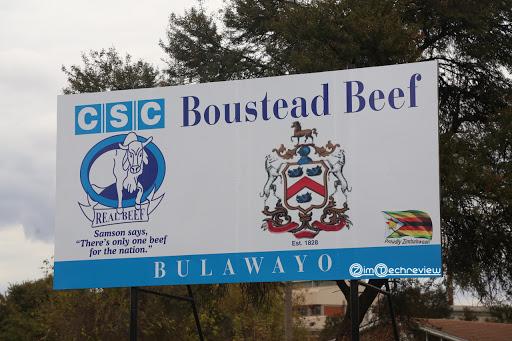 CSC
Boustead Beef
REAL BEEF
Samson says,
"There's only one beef
for the nation."
Est. 1828
Proudly Zimbabwean
BULAWAYO
ZimTechreview